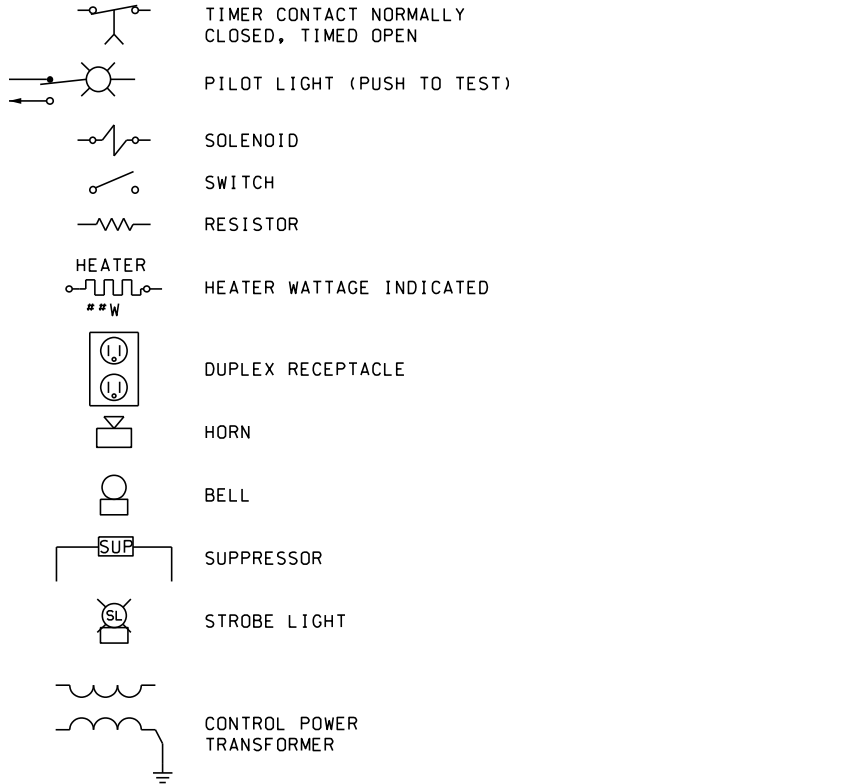 TIMER CONTACT NORMALLY
CLOSED, TIMED OPEN
PILOT LIGHT (PUSH TO TEST)
SOLENOID
SWITCH
RESISTOR
HEATER
HEATER WATTAGE INDICATED
##W
DUPLEX RECEPTACLE
HORN
BELL
SUP
SUPPRESSOR
SL
STROBE LIGHT
CONTROL POWER
TRANSFORMER